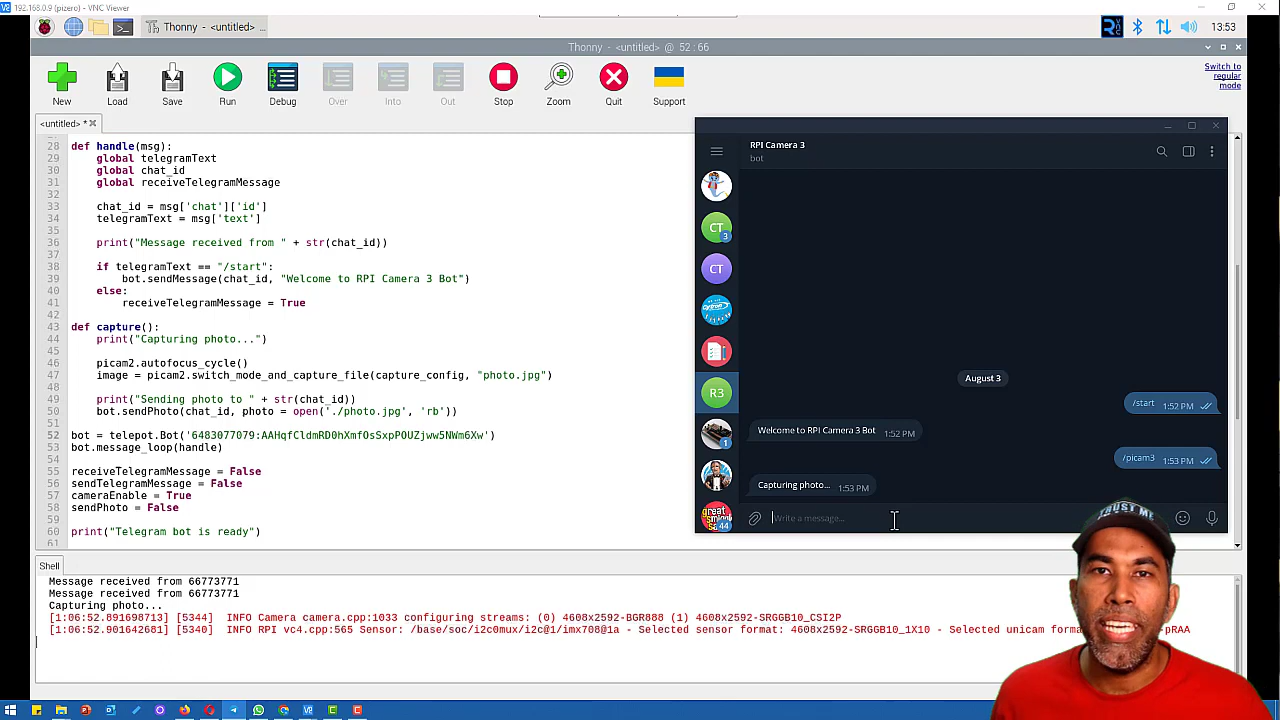 192.168.0.9 (pizero) - VNC Viewer
Thonny - <untitled> ...
13:53
Thonny - <untitled> @ 52 : 66
New
Load
Save
Run
Debug
Over
Into
Out
Stop
Zoom
Quit
Support
Switch to
regular
mode
<untitled> *
28 def handle(msg):
29 global telegramText
30 global chat_id
31 global receiveTelegramMessage
32
33 chat_id = msg['chat']['id']
34 telegramText = msg['text']
35
36 print("Message received from " + str(chat_id))
37
38 if telegramText == "/start":
39 bot.sendMessage(chat_id, "Welcome to RPI Camera 3 Bot")
40 else:
41 receiveTelegramMessage = True
42
43 def capture():
44 print("Capturing photo...")
45
46 picam2.autofocus_cycle()
47 image = picam2.switch_mode_and_capture_file(capture_config, "photo.jpg")
48
49 print("Sending photo to " + str(chat_id))
50 bot.sendPhoto(chat_id, photo = open('./photo.jpg', 'rb'))
51
52 bot = telepot.Bot('6483077079:AAHqfCldmRD0hXmfOsSxpPOUZjww5NWm6Xw')
53 bot.message_loop(handle)
54
55 receiveTelegramMessage = False
56 sendTelegramMessage = False
57 cameraEnable = True
58 sendPhoto = False
59
60 print("Telegram bot is ready")
61
RPI Camera 3
bot
CT
3
CT
R3
1
44
August 3
/start 1:52 PM
Welcome to RPI Camera 3 Bot 1:52 PM
/picam3 1:53 PM
Capturing photo... 1:53 PM
Write a message...
Shell
Message received from 66773771
Message received from 66773771
Capturing photo...
[1:06:52.891698713] [5344] INFO Camera camera.cpp:1033 configuring streams: (0) 4608x2592-BGR888 (1) 4608x2592-SRGGB10_CSI2P
[1:06:52.901642681] [5340] INFO RPI vc4.cpp:565 Sensor: /base/soc/i2c0mux/i2c@1/imx708@1a - Selected sensor format: 4608x2592-SRGGB10_1X10 - Selected unicam forma pRAA
TRUST ME